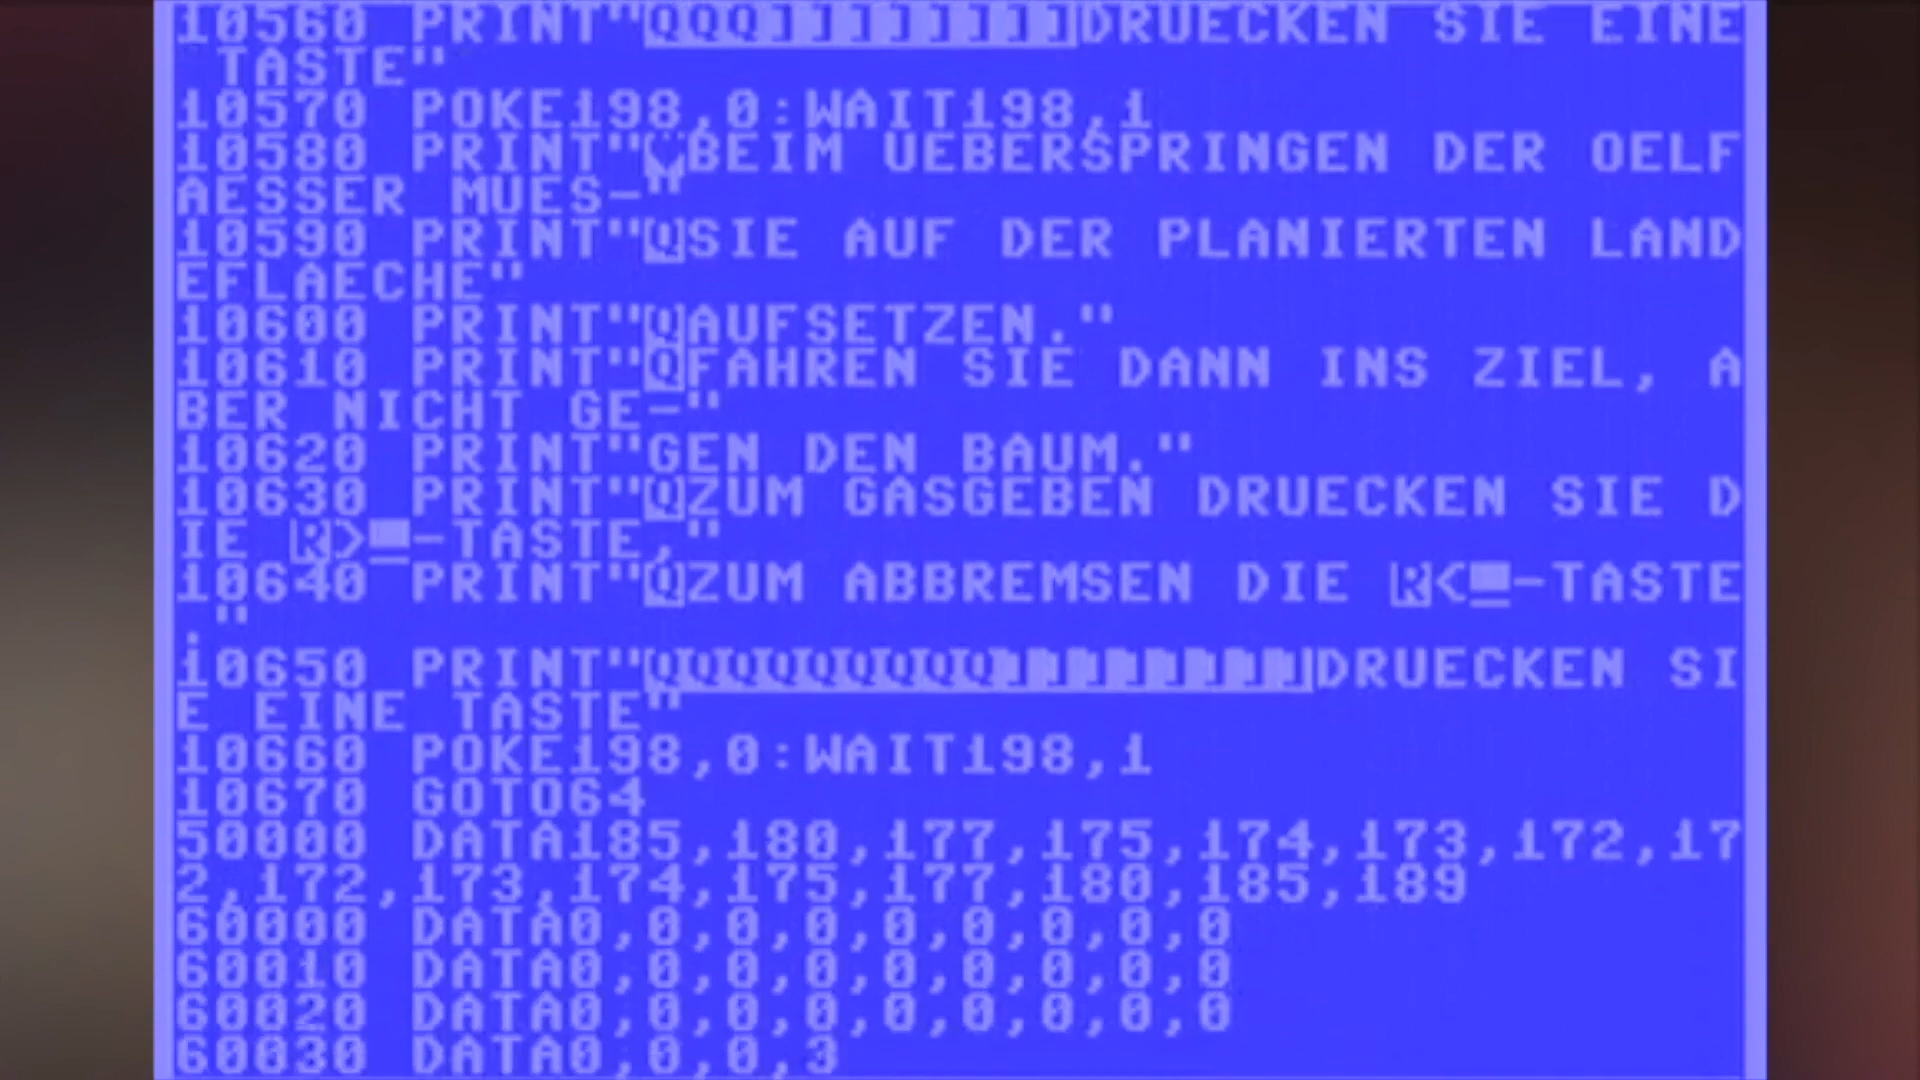 10560 PRINT"QQQ]]]]]]]]DRUECKEN SIE EINE
 TASTE"
10570 POKE198,0:WAIT198,1
10580 PRINT"♥BEIM UEBERSPRINGEN DER OELF
AESSER MUES-"
10590 PRINT"QSIE AUF DER PLANIERTEN LAND
EFLAECHE"
10600 PRINT"QAUFSETZEN."
10610 PRINT"QFAHREN SIE DANN INS ZIEL, A
BER NICHT GE-"
10620 PRINT"GEN DEN BAUM."
10630 PRINT"QZUM GASGEBEN DRUECKEN SIE D
IE R>▄-TASTE,"
10640 PRINT"QZUM ABBREMSEN DIE R<▄-TASTE
."
10650 PRINT"QQQQQQQQQ]]]]]]]]DRUECKEN SI
E EINE TASTE"
10660 POKE198,0:WAIT198,1
10670 GOTO64
50000 DATA185,180,177,175,174,173,172,17
2,172,173,174,175,177,180,185,189
60000 DATA0,0,0,0,0,0,0,0,0
60010 DATA0,0,0,0,0,0,0,0,0
60020 DATA0,0,0,0,0,0,0,0,0
60030 DATA0,0,0,3